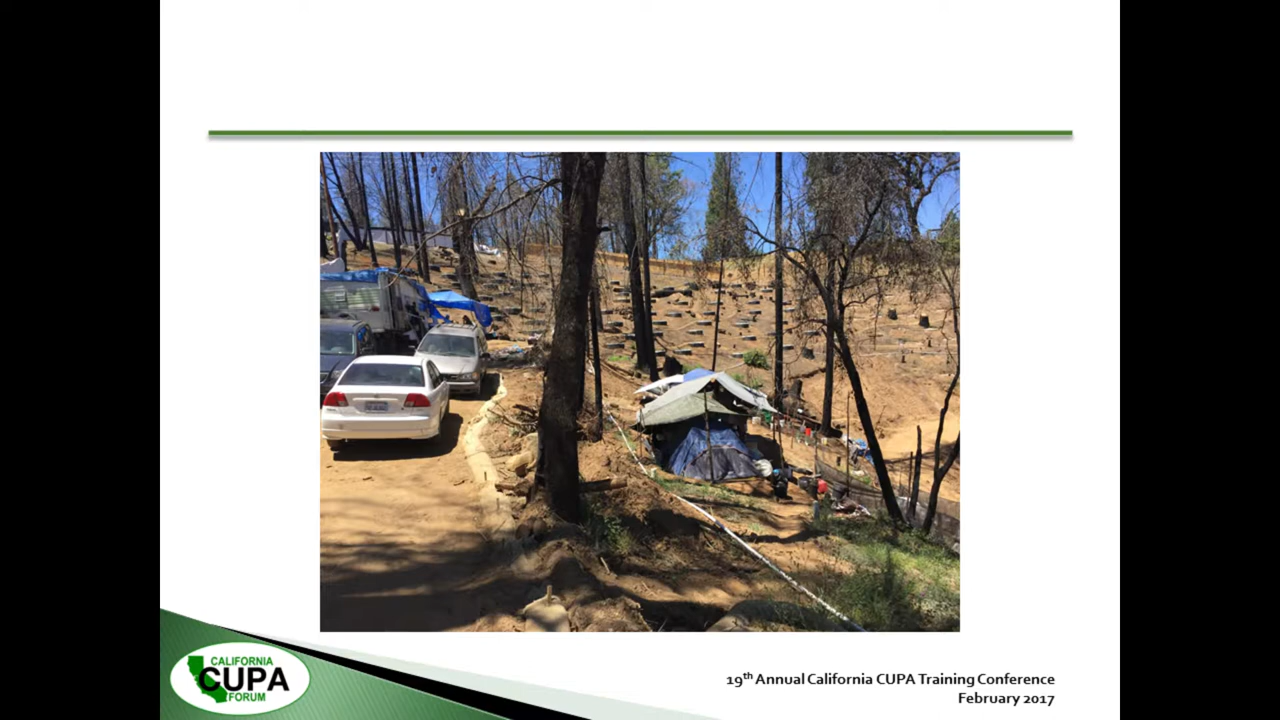 CALIFORNIA
CUPA
FORUM
19th Annual California CUPA Training Conference
February 2017